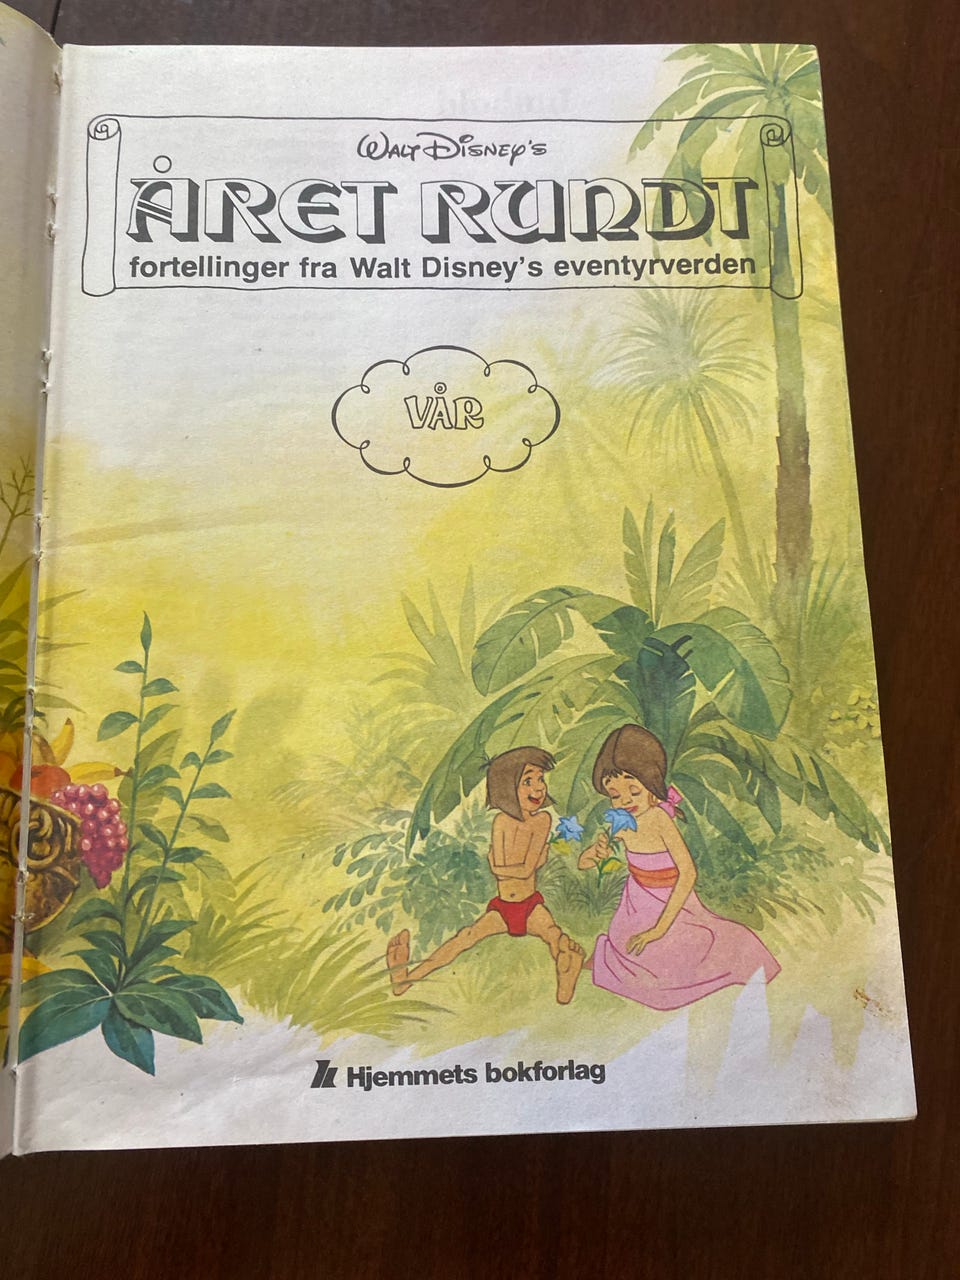 WALT DISNEY'S
ÅRET RUNDT
fortellinger fra Walt Disney's eventyrverden
VÅR
Hjemmets bokforlag